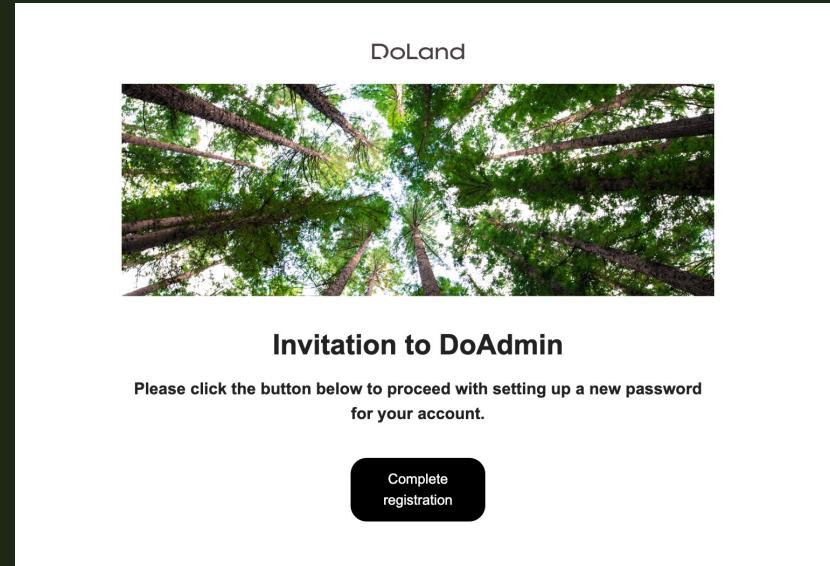 DoLand
Invitation to DoAdmin
Please click the button below to proceed with setting up a new password
for your account.
Complete
registration